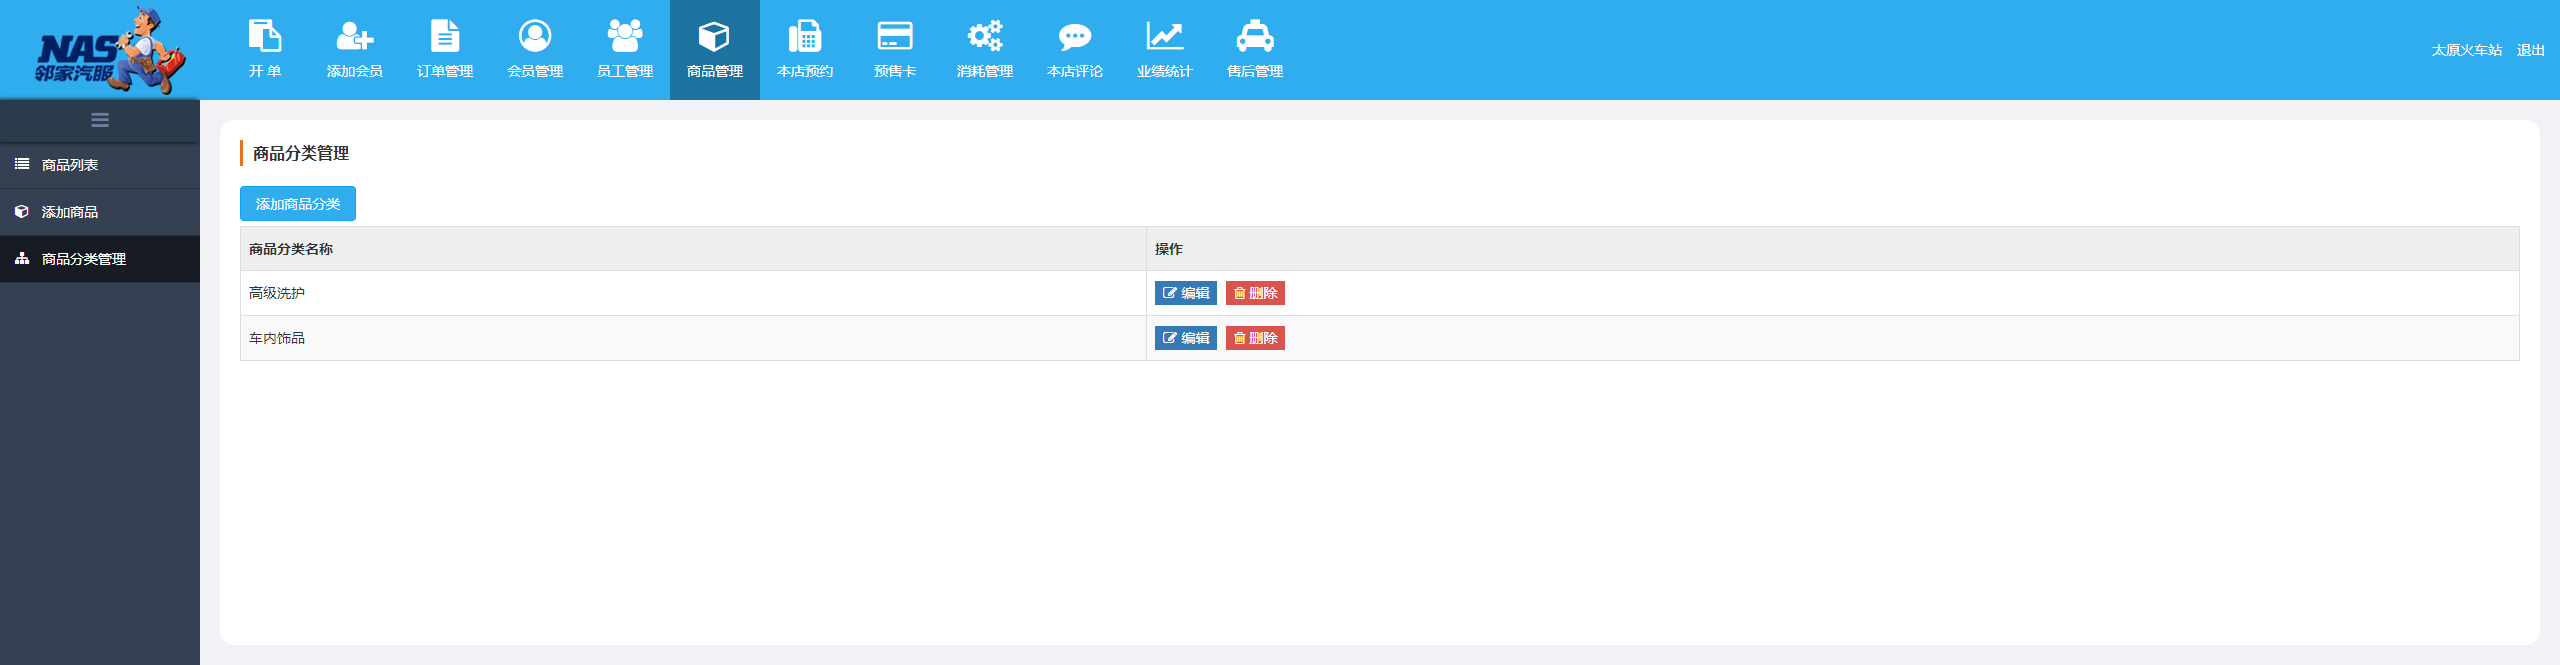 NAS
邻家汽服
开 单
添加会员
订单管理
会员管理
员工管理
商品管理
本店预约
预售卡
消耗管理
本店评论
业绩统计
售后管理
太原火车站 退出
商品列表
添加商品
商品分类管理
商品分类管理
添加商品分类
商品分类名称 操作
高级洗护 编辑 删除
车内饰品 编辑 删除